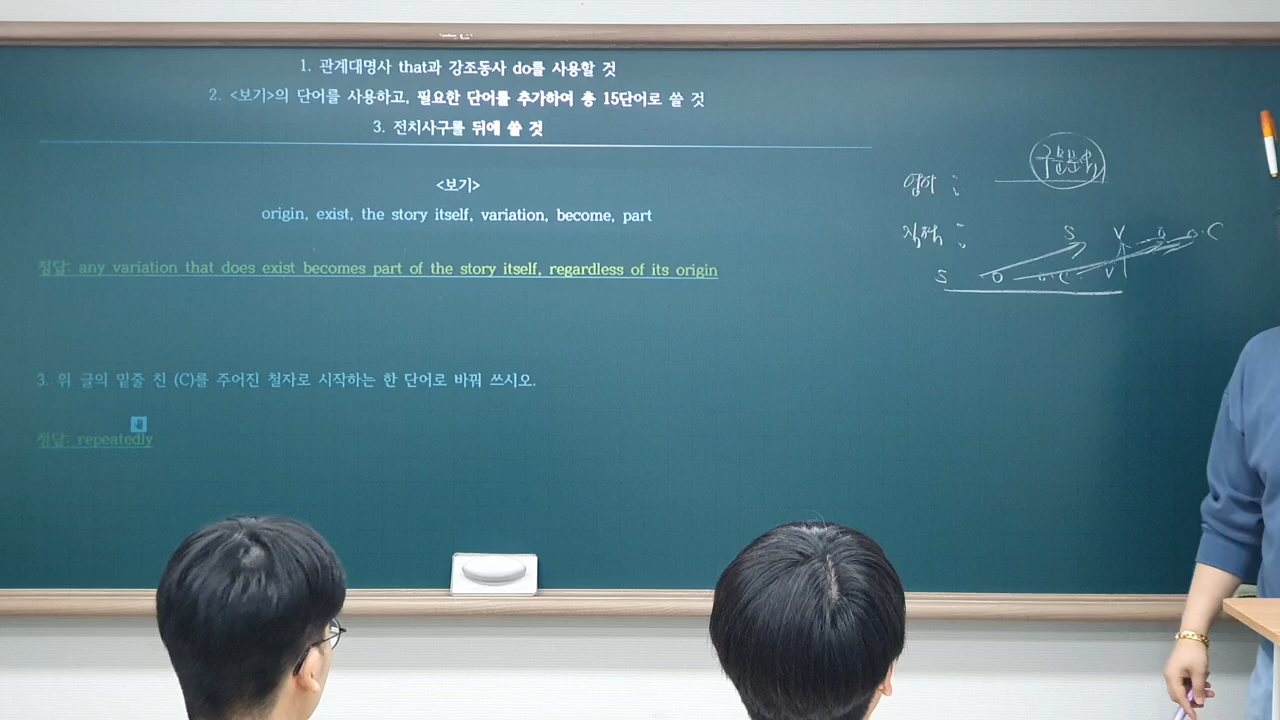 1. 관계대명사 that과 강조동사 do를 사용할 것
2. <보기>의 단어를 사용하고, 필요한 단어를 추가하여 총 15단어로 쓸 것
3. 전치사구를 뒤에 쓸 것
<보기>
origin, exist, the story itself, variation, become, part
정답: any variation that does exist becomes part of the story itself, regardless of its origin
3. 위 글의 밑줄 친 (C)를 주어진 철자로 시작하는 한 단어로 바꿔 쓰시오.
정답: repeatedly
구문분석
영작 :
직역 :
S V O O.C
S O O.C V